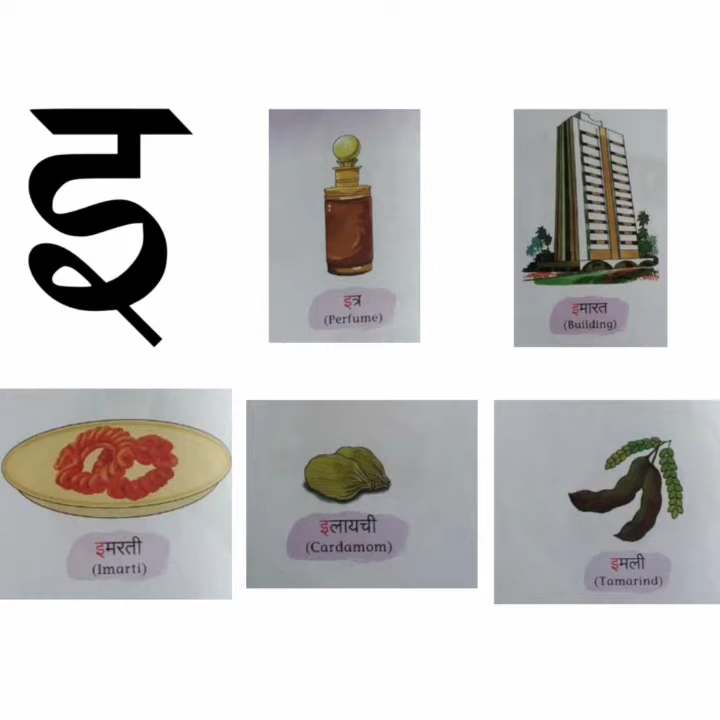 इ
इत्र
(Perfume)
इमारत
(Building)
इमरती
(Imarti)
इलायची
(Cardamom)
इमली
(Tamarind)